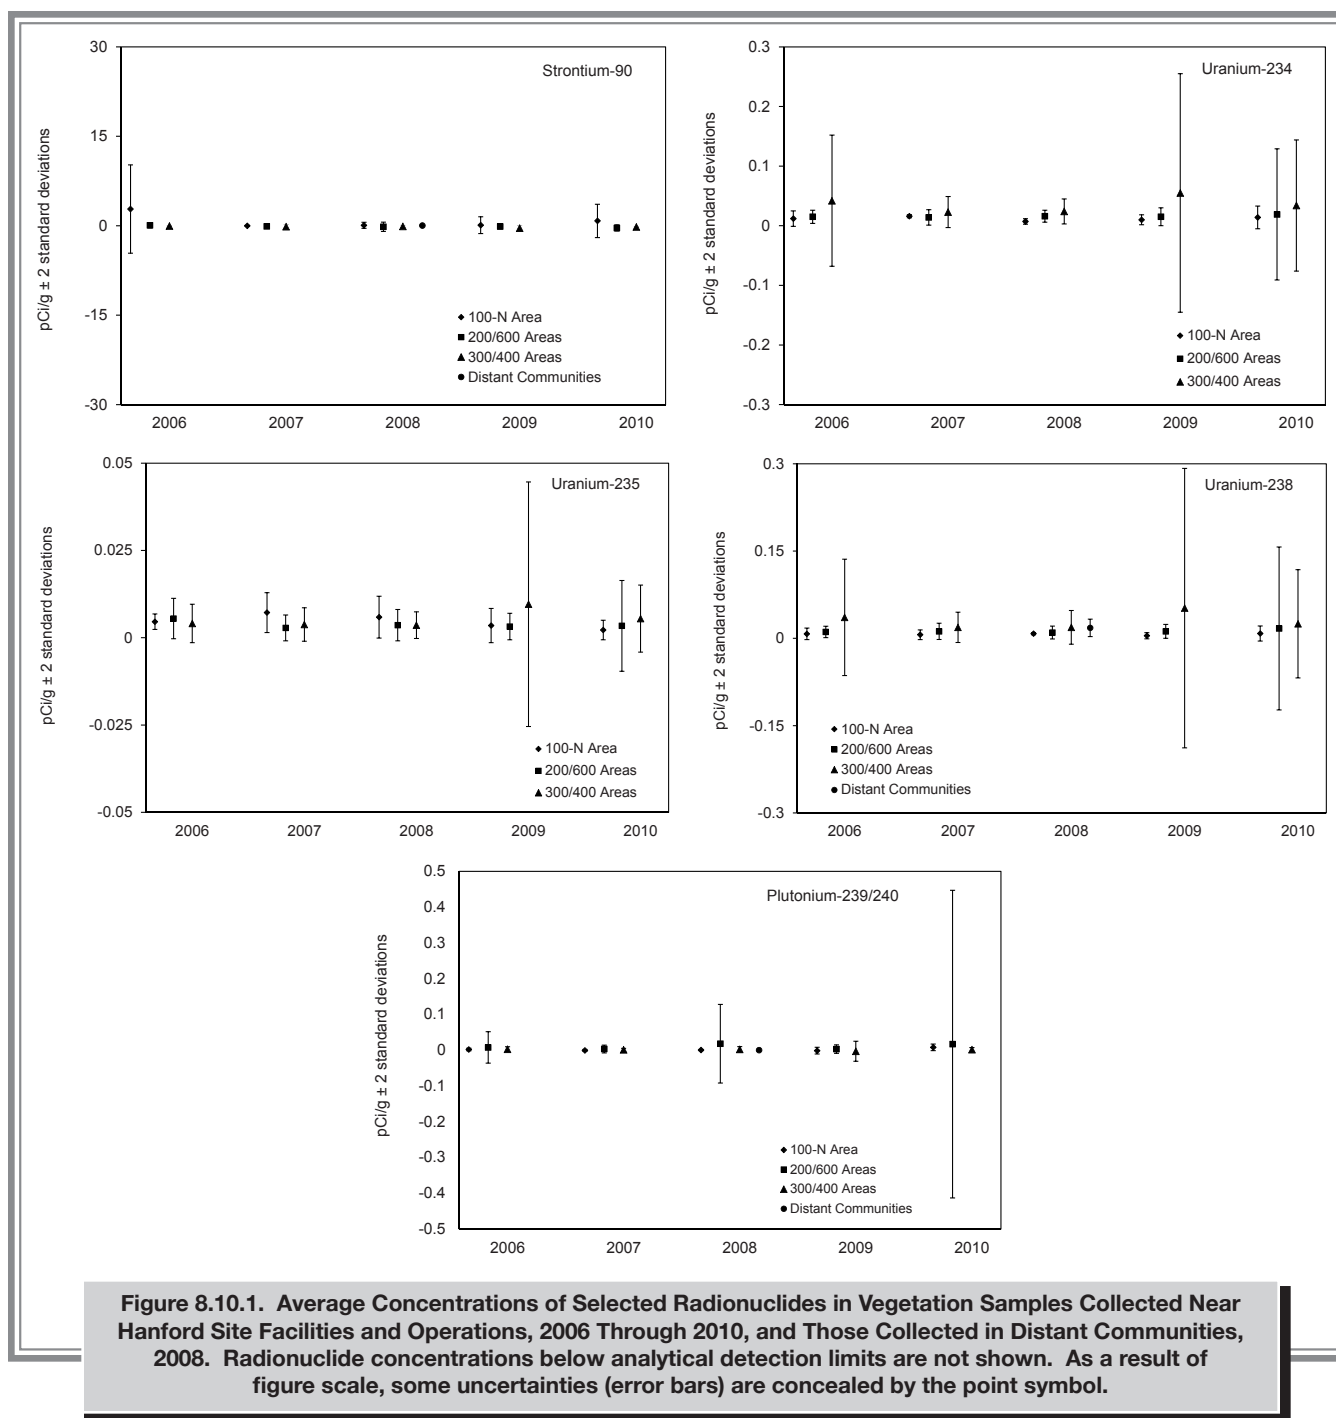 Strontium-90
pCi/g ± 2 standard deviations
30
15
0
-15
-30
100-N Area
200/600 Areas
300/400 Areas
Distant Communities
2006 2007 2008 2009 2010
Uranium-234
pCi/g ± 2 standard deviations
0.3
0.2
0.1
0
-0.1
-0.2
-0.3
100-N Area
200/600 Areas
300/400 Areas
2006 2007 2008 2009 2010
Uranium-235
pCi/g ± 2 standard deviations
0.05
0.025
0
-0.025
-0.05
100-N Area
200/600 Areas
300/400 Areas
2006 2007 2008 2009 2010
Uranium-238
pCi/g ± 2 standard deviations
0.3
0.15
0
-0.15
-0.3
100-N Area
200/600 Areas
300/400 Areas
Distant Communities
2006 2007 2008 2009 2010
Plutonium-239/240
pCi/g ± 2 standard deviations
0.5
0.4
0.3
0.2
0.1
0
-0.1
-0.2
-0.3
-0.4
-0.5
100-N Area
200/600 Areas
300/400 Areas
Distant Communities
2006 2007 2008 2009 2010
Figure 8.10.1. Average Concentrations of Selected Radionuclides in Vegetation Samples Collected Near
Hanford Site Facilities and Operations, 2006 Through 2010, and Those Collected in Distant Communities,
2008. Radionuclide concentrations below analytical detection limits are not shown. As a result of
figure scale, some uncertainties (error bars) are concealed by the point symbol.